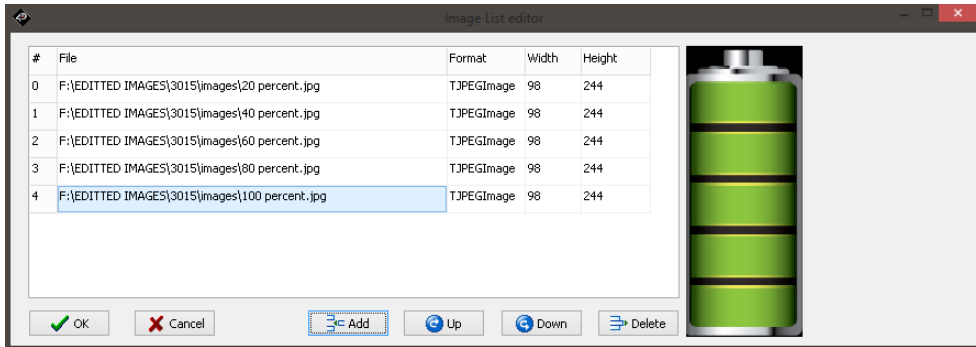 Image List editor
# File Format Width Height
0 F:\EDITTED IMAGES\3015\images\20 percent.jpg TJPEGImage 98 244
1 F:\EDITTED IMAGES\3015\images\40 percent.jpg TJPEGImage 98 244
2 F:\EDITTED IMAGES\3015\images\60 percent.jpg TJPEGImage 98 244
3 F:\EDITTED IMAGES\3015\images\80 percent.jpg TJPEGImage 98 244
4 F:\EDITTED IMAGES\3015\images\100 percent.jpg TJPEGImage 98 244
OK Cancel Add Up Down Delete